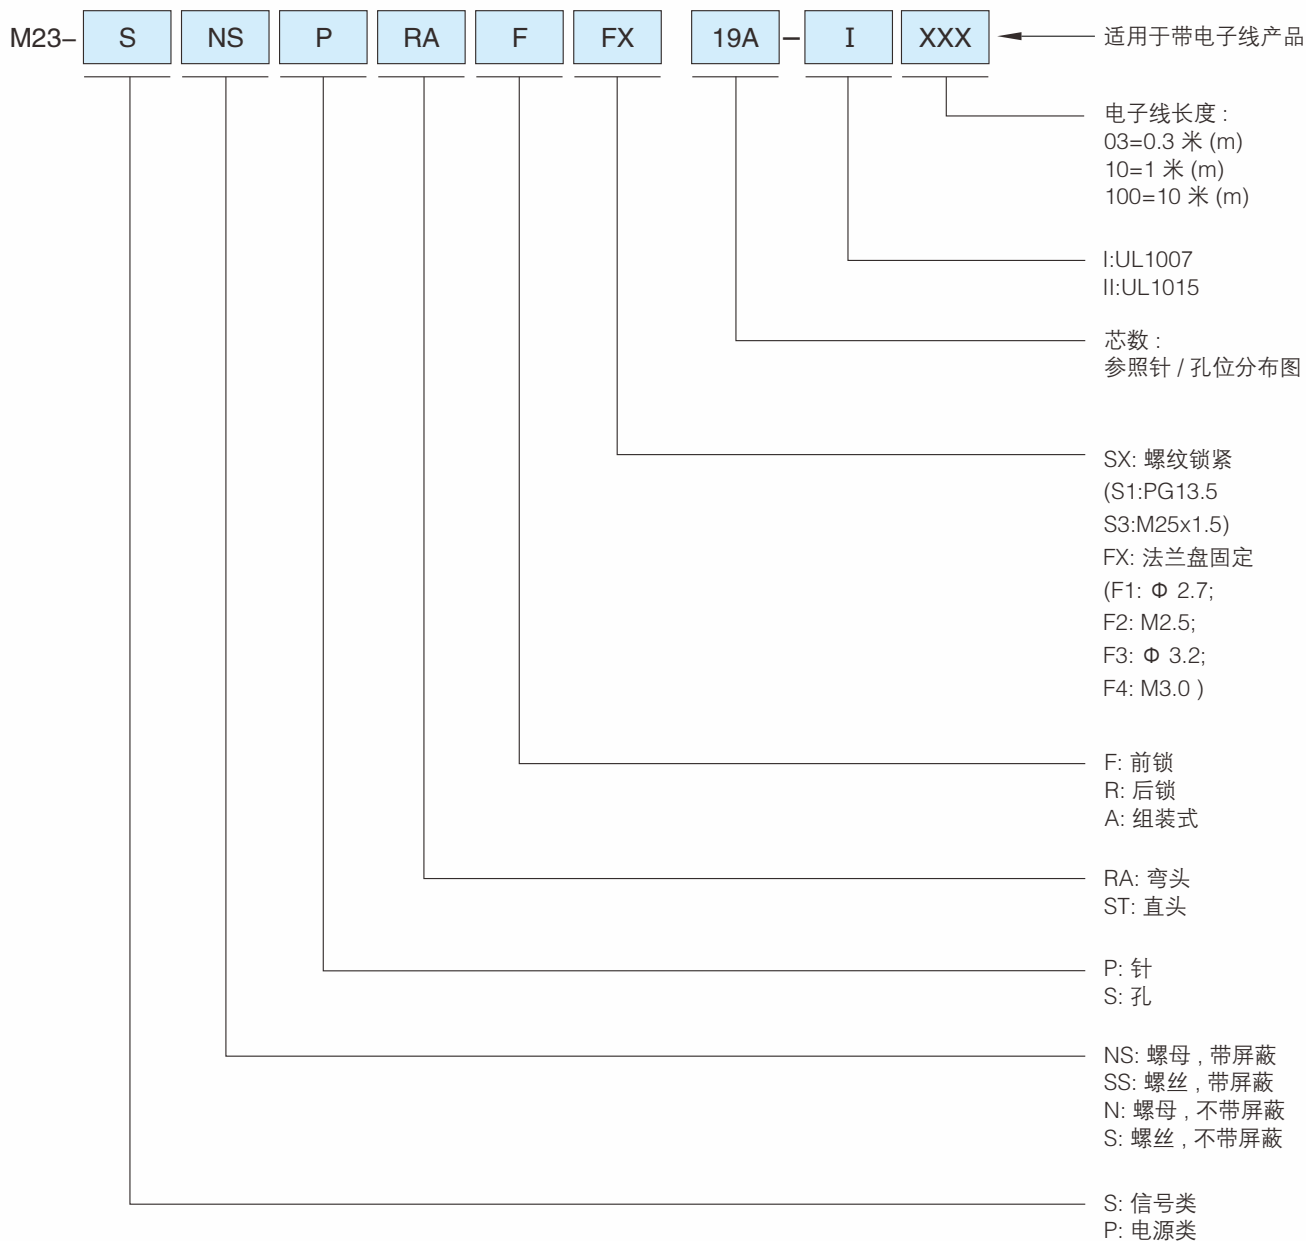 M23– S NS P RA F FX 19A – I XXX 适用于带电子线产品
电子线长度 :
03=0.3 米 (m)
10=1 米 (m)
100=10 米 (m)
I:UL1007
II:UL1015
芯数 :
参照针 / 孔位分布图
SX: 螺纹锁紧
(S1:PG13.5
S3:M25x1.5)
FX: 法兰盘固定
(F1: Φ 2.7;
F2: M2.5;
F3: Φ 3.2;
F4: M3.0 )
F: 前锁
R: 后锁
A: 组装式
RA: 弯头
ST: 直头
P: 针
S: 孔
NS: 螺母 , 带屏蔽
SS: 螺丝 , 带屏蔽
N: 螺母 , 不带屏蔽
S: 螺丝 , 不带屏蔽
S: 信号类
P: 电源类